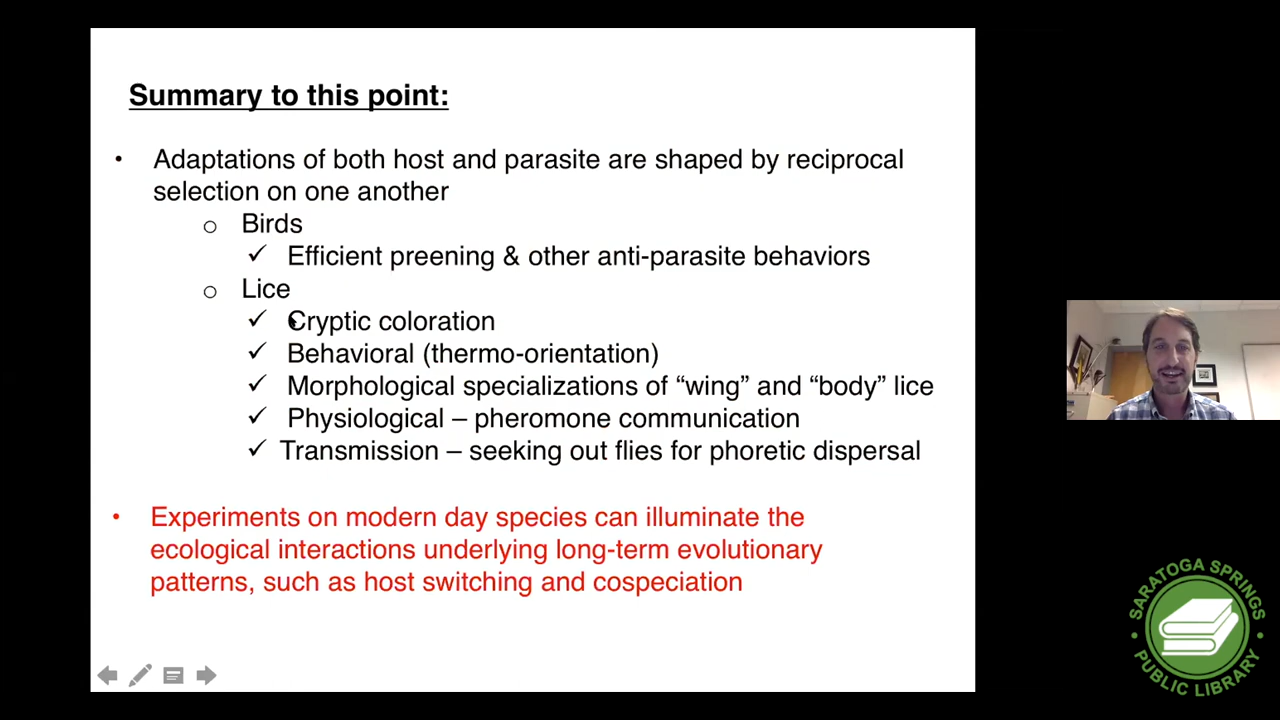 Summary to this point:
• Adaptations of both host and parasite are shaped by reciprocal
selection on one another
o Birds
✓ Efficient preening & other anti-parasite behaviors
o Lice
✓ Cryptic coloration
✓ Behavioral (thermo-orientation)
✓ Morphological specializations of “wing” and “body” lice
✓ Physiological – pheromone communication
✓ Transmission – seeking out flies for phoretic dispersal
• Experiments on modern day species can illuminate the
ecological interactions underlying long-term evolutionary
patterns, such as host switching and cospeciation
SARATOGA SPRINGS
• PUBLIC LIBRARY •